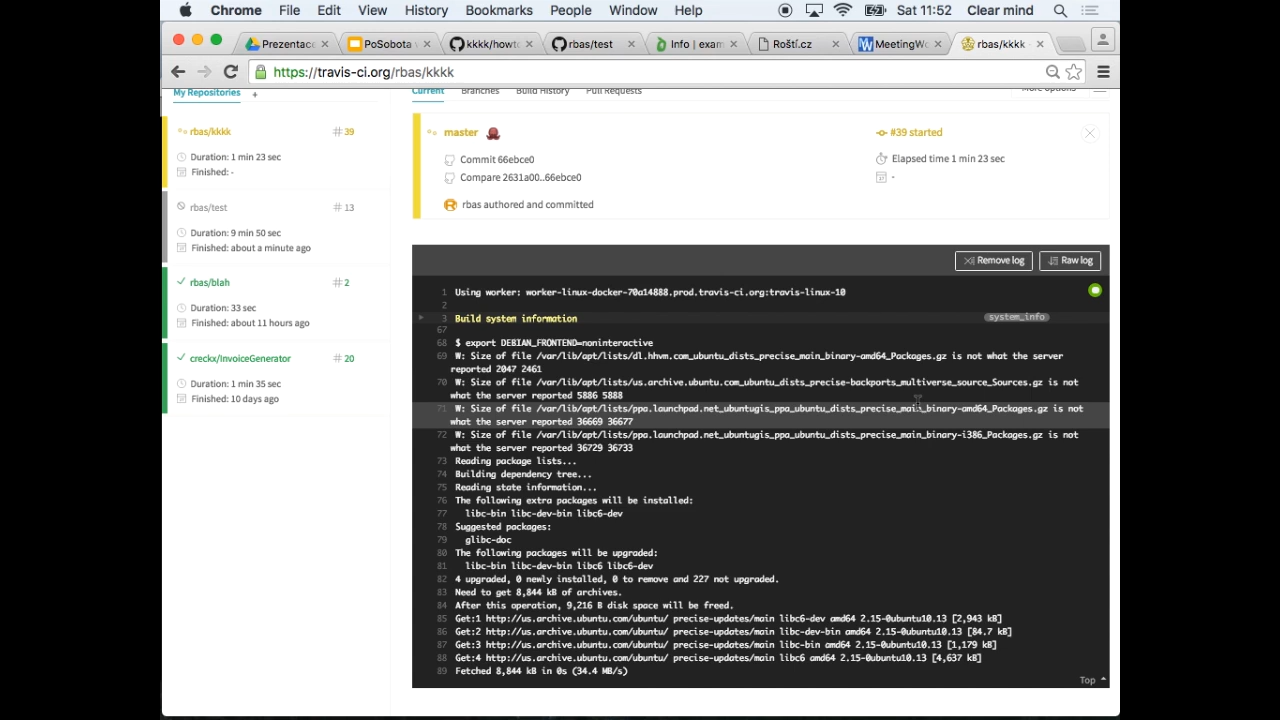 Chrome File Edit View History Bookmarks People Window Help Sat 11:52 Clear mind
Prezentac PoSobota v kkkk/howto rbas/test Info | exam Roští.cz MeetingWo rbas/kkkk
https://travis-ci.org/rbas/kkkk
My Repositories +
Current Branches Build History Pull Requests More Options
rbas/kkkk # 39
Duration: 1 min 23 sec
Finished: -
rbas/test # 13
Duration: 9 min 50 sec
Finished: about a minute ago
rbas/blah # 2
Duration: 33 sec
Finished: about 11 hours ago
creckx/InvoiceGenerator # 20
Duration: 1 min 35 sec
Finished: 10 days ago
master #39 started
Commit 66ebce0 Elapsed time 1 min 23 sec
Compare 2631a00..66ebce0 -
rbas authored and committed
Remove log Raw log
1 Using worker: worker-linux-docker-70a14888.prod.travis-ci.org:travis-linux-10
2
3 Build system information system_info
67
68 $ export DEBIAN_FRONTEND=noninteractive
69 W: Size of file /var/lib/apt/lists/dl.hhvm.com_ubuntu_dists_precise_main_binary-amd64_Packages.gz is not what the server
reported 2047 2461
70 W: Size of file /var/lib/apt/lists/us.archive.ubuntu.com_ubuntu_dists_precise-backports_multiverse_source_Sources.gz is not
what the server reported 5886 5888
71 W: Size of file /var/lib/apt/lists/ppa.launchpad.net_ubuntugis_ppa_ubuntu_dists_precise_main_binary-amd64_Packages.gz is not
what the server reported 36669 36677
72 W: Size of file /var/lib/apt/lists/ppa.launchpad.net_ubuntugis_ppa_ubuntu_dists_precise_main_binary-i386_Packages.gz is not
what the server reported 36729 36733
73 Reading package lists...
74 Building dependency tree...
75 Reading state information...
76 The following extra packages will be installed:
77 libc-bin libc-dev-bin libc6-dev
78 Suggested packages:
79 glibc-doc
80 The following packages will be upgraded:
81 libc-bin libc-dev-bin libc6 libc6-dev
82 4 upgraded, 0 newly installed, 0 to remove and 227 not upgraded.
83 Need to get 8,844 kB of archives.
84 After this operation, 9,216 B disk space will be freed.
85 Get:1 http://us.archive.ubuntu.com/ubuntu/ precise-updates/main libc6-dev amd64 2.15-0ubuntu10.13 [2,943 kB]
86 Get:2 http://us.archive.ubuntu.com/ubuntu/ precise-updates/main libc-dev-bin amd64 2.15-0ubuntu10.13 [84.7 kB]
87 Get:3 http://us.archive.ubuntu.com/ubuntu/ precise-updates/main libc-bin amd64 2.15-0ubuntu10.13 [1,179 kB]
88 Get:4 http://us.archive.ubuntu.com/ubuntu/ precise-updates/main libc6 amd64 2.15-0ubuntu10.13 [4,637 kB]
89 Fetched 8,844 kB in 0s (34.4 MB/s)
Top